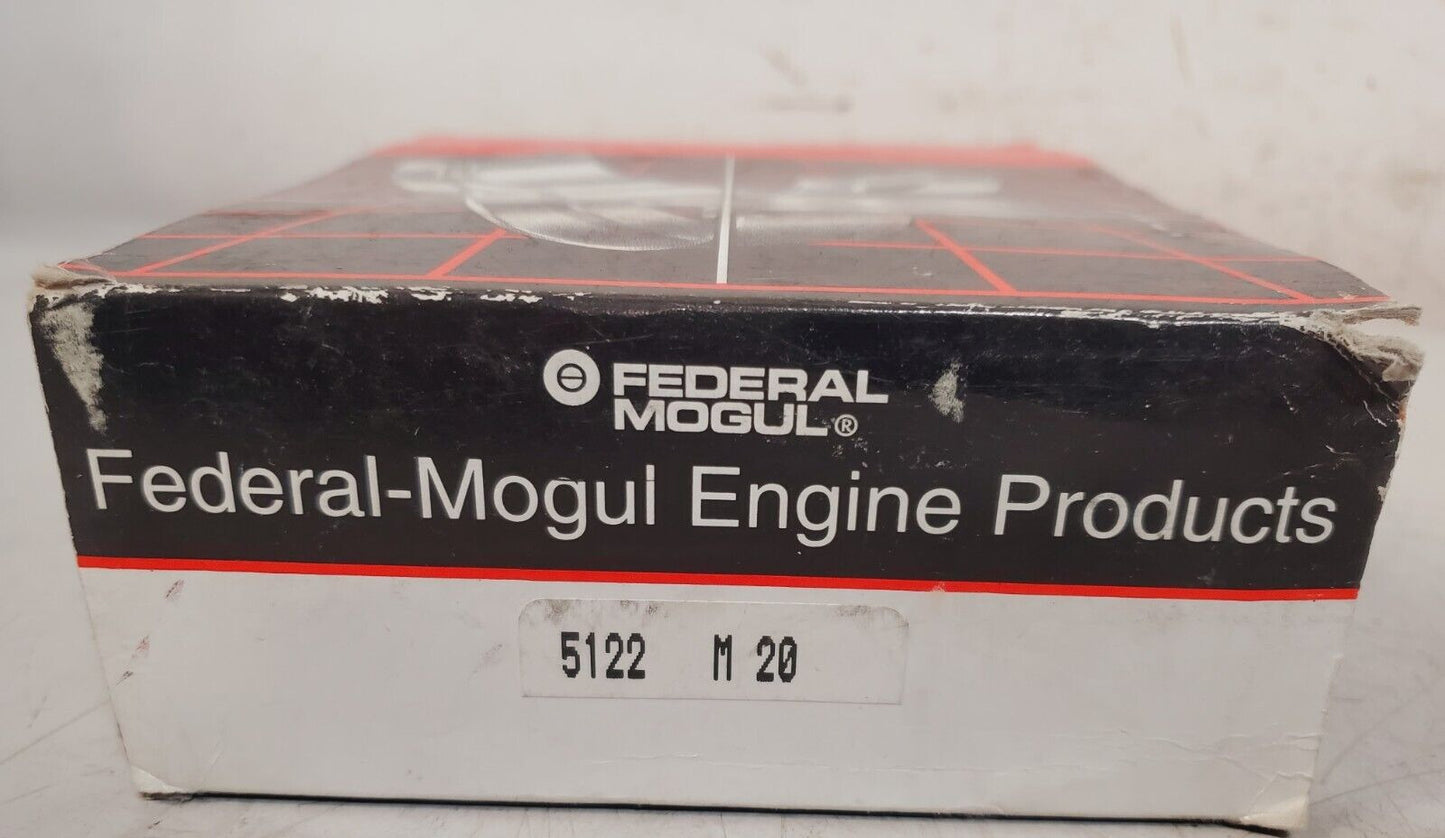 FEDERAL
MOGUL®
Federal-Mogul Engine Products
5122 M 20